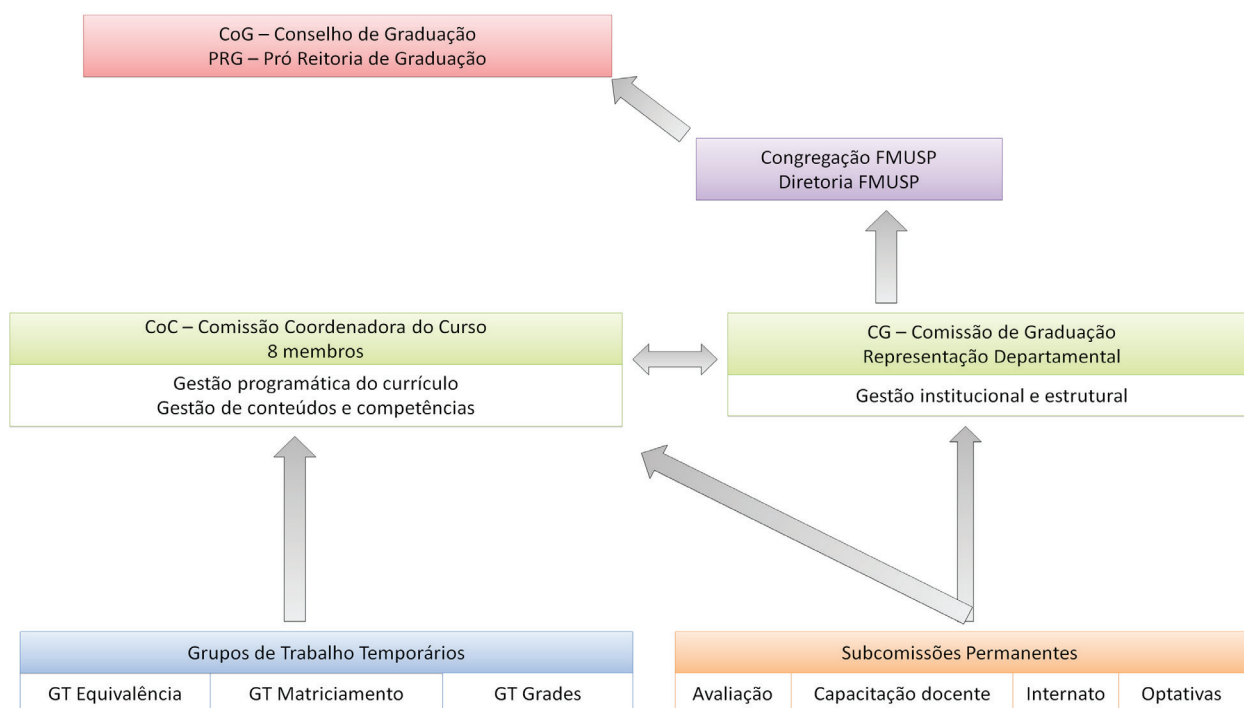 CoG – Conselho de Graduação
PRG – Pró Reitoria de Graduação
Congregação FMUSP
Diretoria FMUSP
CoC – Comissão Coordenadora do Curso
8 membros
Gestão programática do currículo
Gestão de conteúdos e competências
CG – Comissão de Graduação
Representação Departamental
Gestão institucional e estrutural
Grupos de Trabalho Temporários
GT Equivalência
GT Matriciamento
GT Grades
Subcomissões Permanentes
Avaliação
Capacitação docente
Internato
Optativas